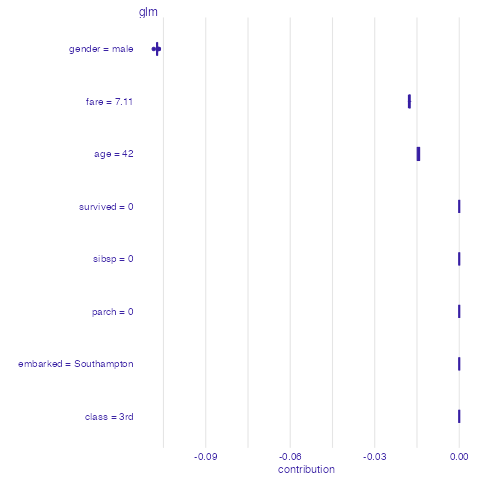 glm
gender = male
fare = 7.11
age = 42
survived = 0
sibsp = 0
parch = 0
embarked = Southampton
class = 3rd
-0.09 -0.06 -0.03 0.00
contribution